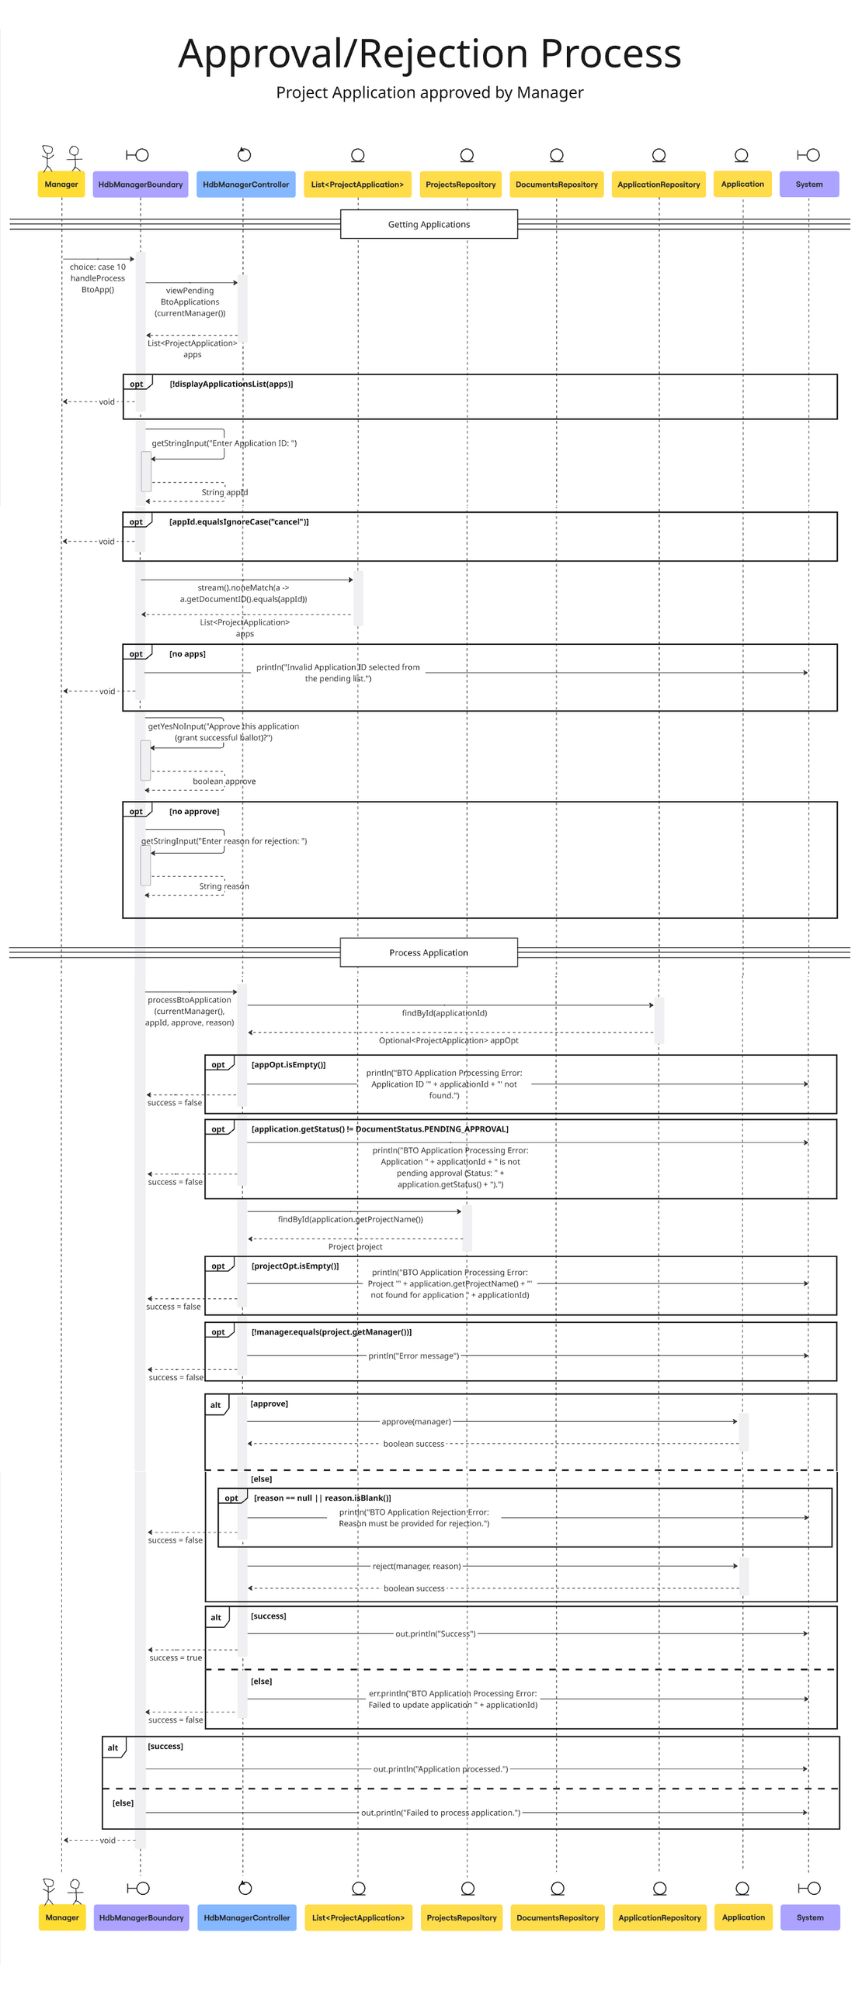 Approval/Rejection Process
Project Application approved by Manager
Manager
HdbManagerBoundary
HdbManagerController
List<ProjectApplication>
ProjectsRepository
DocumentsRepository
ApplicationRepository
Application
System
Getting Applications
choice: case 10
handleProcess
BtoApp()
viewPending
BtoApplications
(currentManager())
List<ProjectApplication>
apps
opt
[!displayApplicationsList(apps)]
void
getStringInput("Enter Application ID: ")
String appId
opt
[appId.equalsIgnoreCase("cancel")]
void
stream().noneMatch(a ->
a.getDocumentID().equals(appId))
List<ProjectApplication>
apps
opt
[no apps]
println("Invalid Application ID selected from
the pending list.")
void
getYesNoInput("Approve this application
(grant successful ballot)?")
boolean approve
opt
[no approve]
getStringInput("Enter reason for rejection: ")
String reason
Process Application
processBtoApplication
(currentManager(),
appId, approve, reason)
findById(applicationId)
Optional<ProjectApplication> appOpt
opt
[appOpt.isEmpty()]
println("BTO Application Processing Error:
Application ID '" + applicationId + "' not
found.")
success = false
opt
[application.getStatus() != DocumentStatus.PENDING_APPROVAL]
println("BTO Application Processing Error:
Application " + applicationId + " is not
pending approval (Status: " +
application.getStatus() + ").")
success = false
findById(application.getProjectName())
Project project
opt
[projectOpt.isEmpty()]
println("BTO Application Processing Error:
Project '" + application.getProjectName() + "'
not found for application " + applicationId)
success = false
opt
[!manager.equals(project.getManager())]
println("Error message")
success = false
alt
[approve]
approve(manager)
boolean success
[else]
opt
[reason == null || reason.isBlank()]
println("BTO Application Rejection Error:
Reason must be provided for rejection.")
success = false
reject(manager, reason)
boolean success
alt
[success]
out.println("Success")
success = true
[else]
err.println("BTO Application Processing Error:
Failed to update application " + applicationId)
success = false
alt
[success]
out.println("Application processed.")
[else]
out.println("Failed to process application.")
void
Manager
HdbManagerBoundary
HdbManagerController
List<ProjectApplication>
ProjectsRepository
DocumentsRepository
ApplicationRepository
Application
System